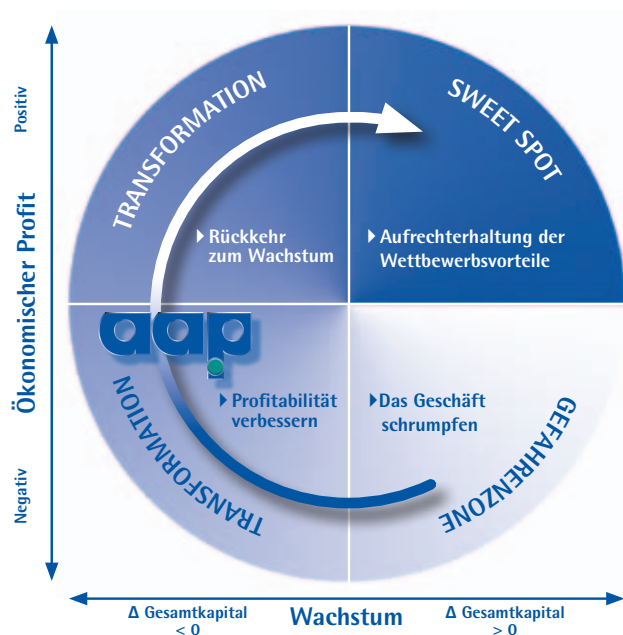 TRANSFORMATION
SWEET SPOT
Positiv
▸ Rückkehr
zum Wachstum
▸ Aufrechterhaltung der
Wettbewerbsvorteile
Ökonomischer Profit
aap
▸ Profitabilität
verbessern
▸Das Geschäft
schrumpfen
TRANSFORMATION
GEFAHRENZONE
Negativ
Δ Gesamtkapital
< 0
Wachstum
Δ Gesamtkapital
> 0